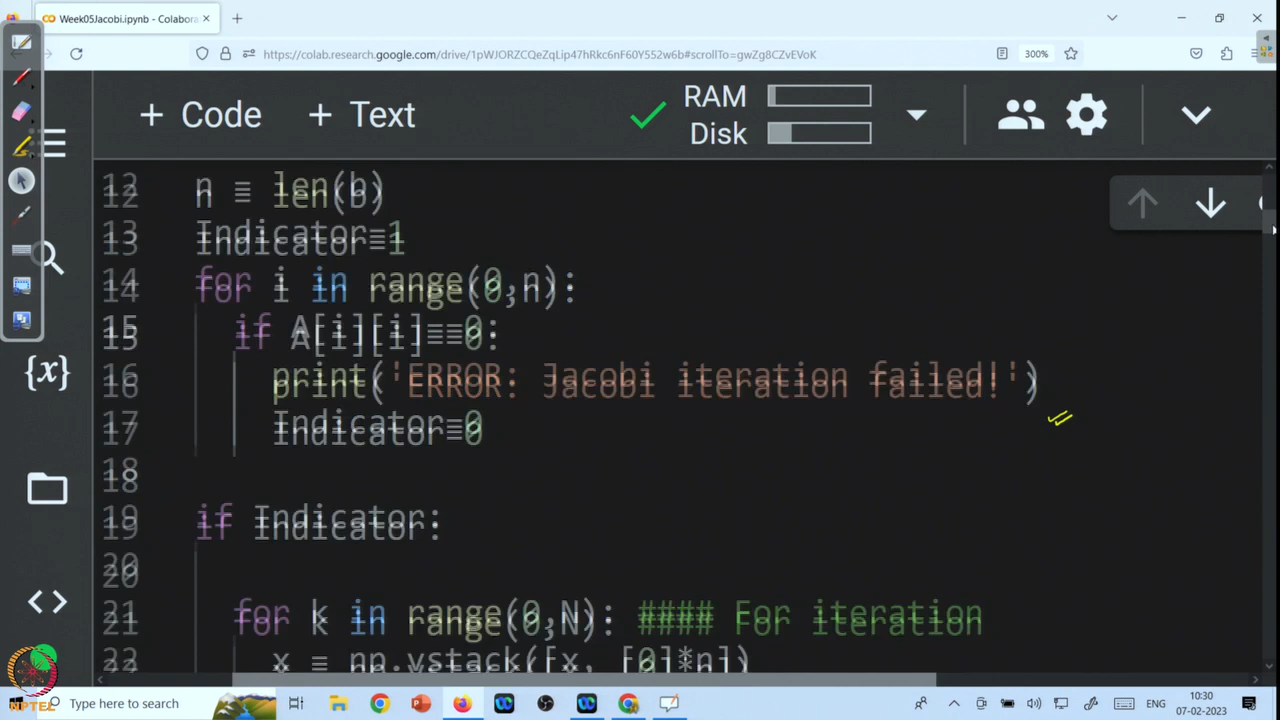 Week05Jacobi.ipynb - Colabora
https://colab.research.google.com/drive/1pWJORZCQeZqLip47hRkc6nF60Y552w6b#scrollTo=gwZg8CZvEVoK
300%
+ Code + Text
RAM
Disk
12 n = len(b)
13 Indicator=1
14 for i in range(0,n):
15 if A[i][i]==0:
16 print('ERROR: Jacobi iteration failed!')
17 Indicator=0
18
19 if Indicator:
20
21 for k in range(0,N): #### For iteration
22 x = np.vstack([x, [0]*n])
{x}
<>
NPTEL
Type here to search
ENG
10:30
07-02-2023